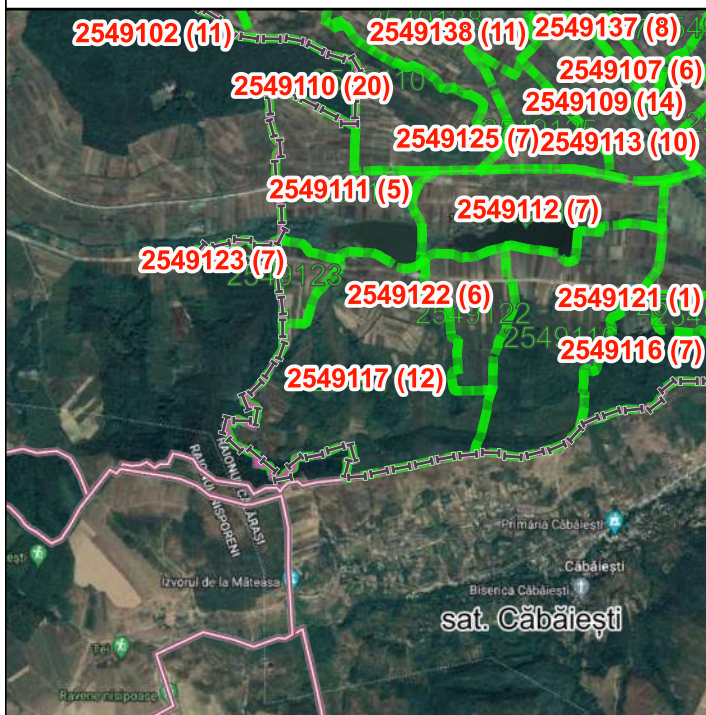 2549102 (11)
2549138 (11)
2549137 (8)
2549107 (6)
2549110 (20)
2549109 (14)
2549125 (7)
2549113 (10)
2549111 (5)
2549112 (7)
2549123 (7)
2549123
2549122 (6)
2549121 (1)
2549122
2549116 (7)
2549117 (12)
RAIONUL CĂLĂRAȘI
RAIONUL NISPORENI
Primăria Căbăiești
ești
Căbăiești
Izvorul de la Măteasa
Biserica Căbăiești
sat. Căbăiești
Tei
Ravene nisipoase